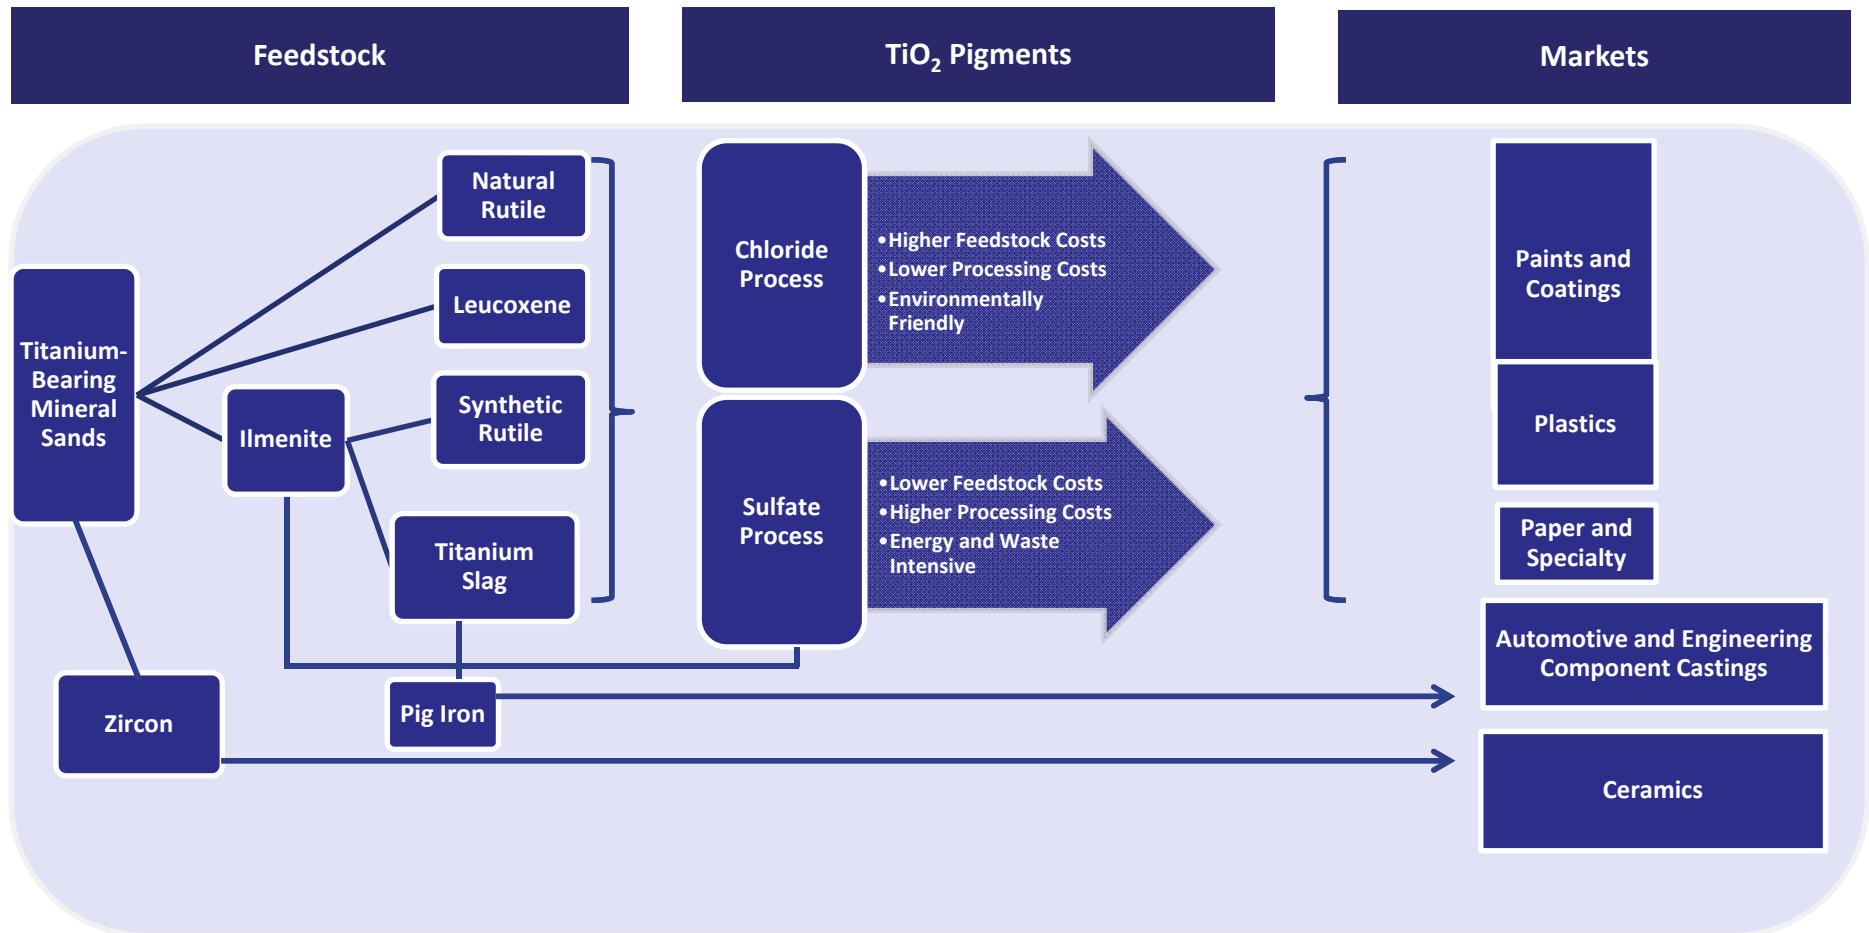 Feedstock
TiO₂ Pigments
Markets
Natural
Rutile
Leucoxene
Titanium-
Bearing
Mineral
Sands
Ilmenite
Synthetic
Rutile
Titanium
Slag
Zircon
Pig Iron
Chloride
Process
•Higher Feedstock Costs
•Lower Processing Costs
•Environmentally
Friendly
Sulfate
Process
•Lower Feedstock Costs
•Higher Processing Costs
•Energy and Waste
Intensive
Paints and
Coatings
Plastics
Paper and
Specialty
Automotive and Engineering
Component Castings
Ceramics